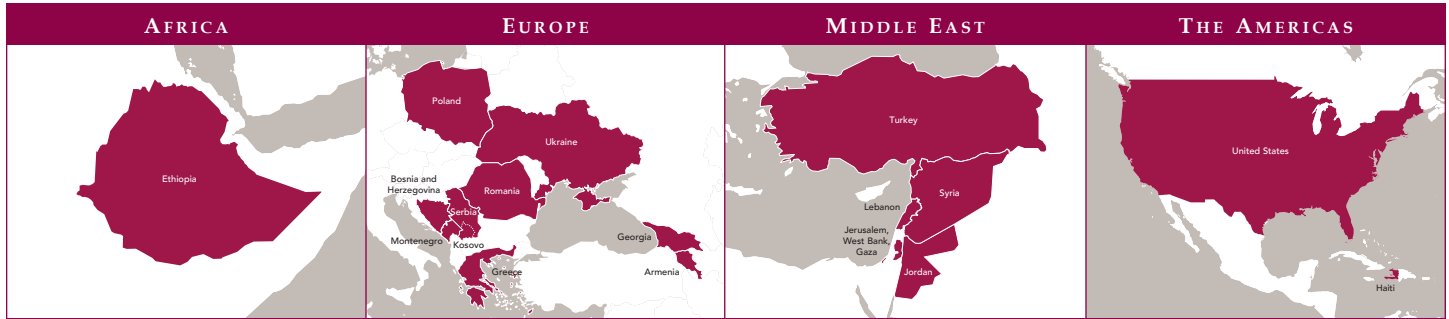 AFRICA
EUROPE
MIDDLE EAST
THE AMERICAS
Ethiopia
Poland
Ukraine
Bosnia and
Herzegovina
Romania
Serbia
Montenegro
Kosovo
Georgia
Greece
Armenia
Turkey
Syria
Lebanon
Jerusalem,
West Bank,
Gaza
Jordan
United States
Haiti